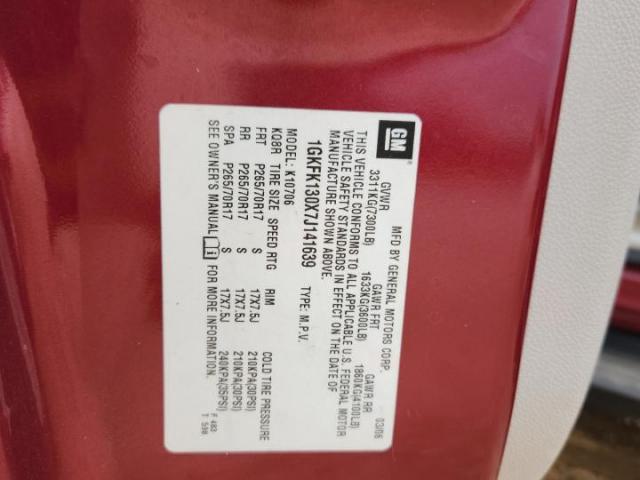 GM
MFD BY GENERAL MOTORS CORP. 03/06
GVWR GAWR FRT GAWR RR
3311KG(7300LB) 1633KG(3600LB) 1860KG(4100LB)
THIS VEHICLE CONFORMS TO ALL APPLICABLE U.S. FEDERAL MOTOR
VEHICLE SAFETY STANDARDS IN EFFECT ON THE DATE OF
MANUFACTURE SHOWN ABOVE.
1GKFK130X7J141639 TYPE: M.P.V.
MODEL: K10706
KQ8R TIRE SIZE SPEED RTG RIM COLD TIRE PRESSURE
FRT P265/70R17 S 17X7.5J 210KPA(30PSI)
RR P265/70R17 S 17X7.5J 210KPA(30PSI)
SPA P265/70R17 S 17X7.5J 240KPA(35PSI)
SEE OWNER'S MANUAL FOR MORE INFORMATION.
F 483
T 598